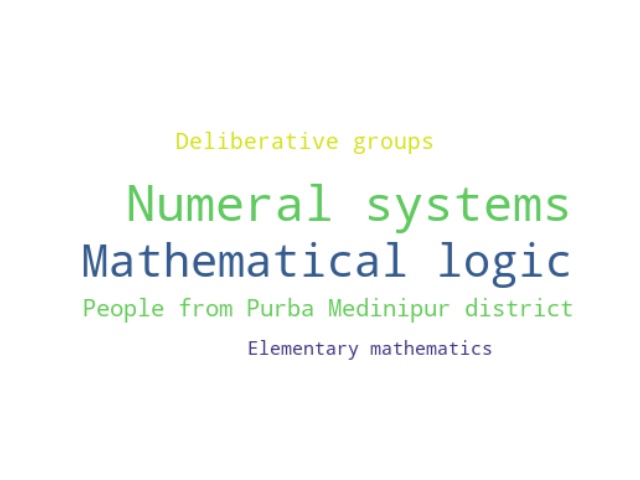 Deliberative groups
Numeral systems
Mathematical logic
People from Purba Medinipur district
Elementary mathematics